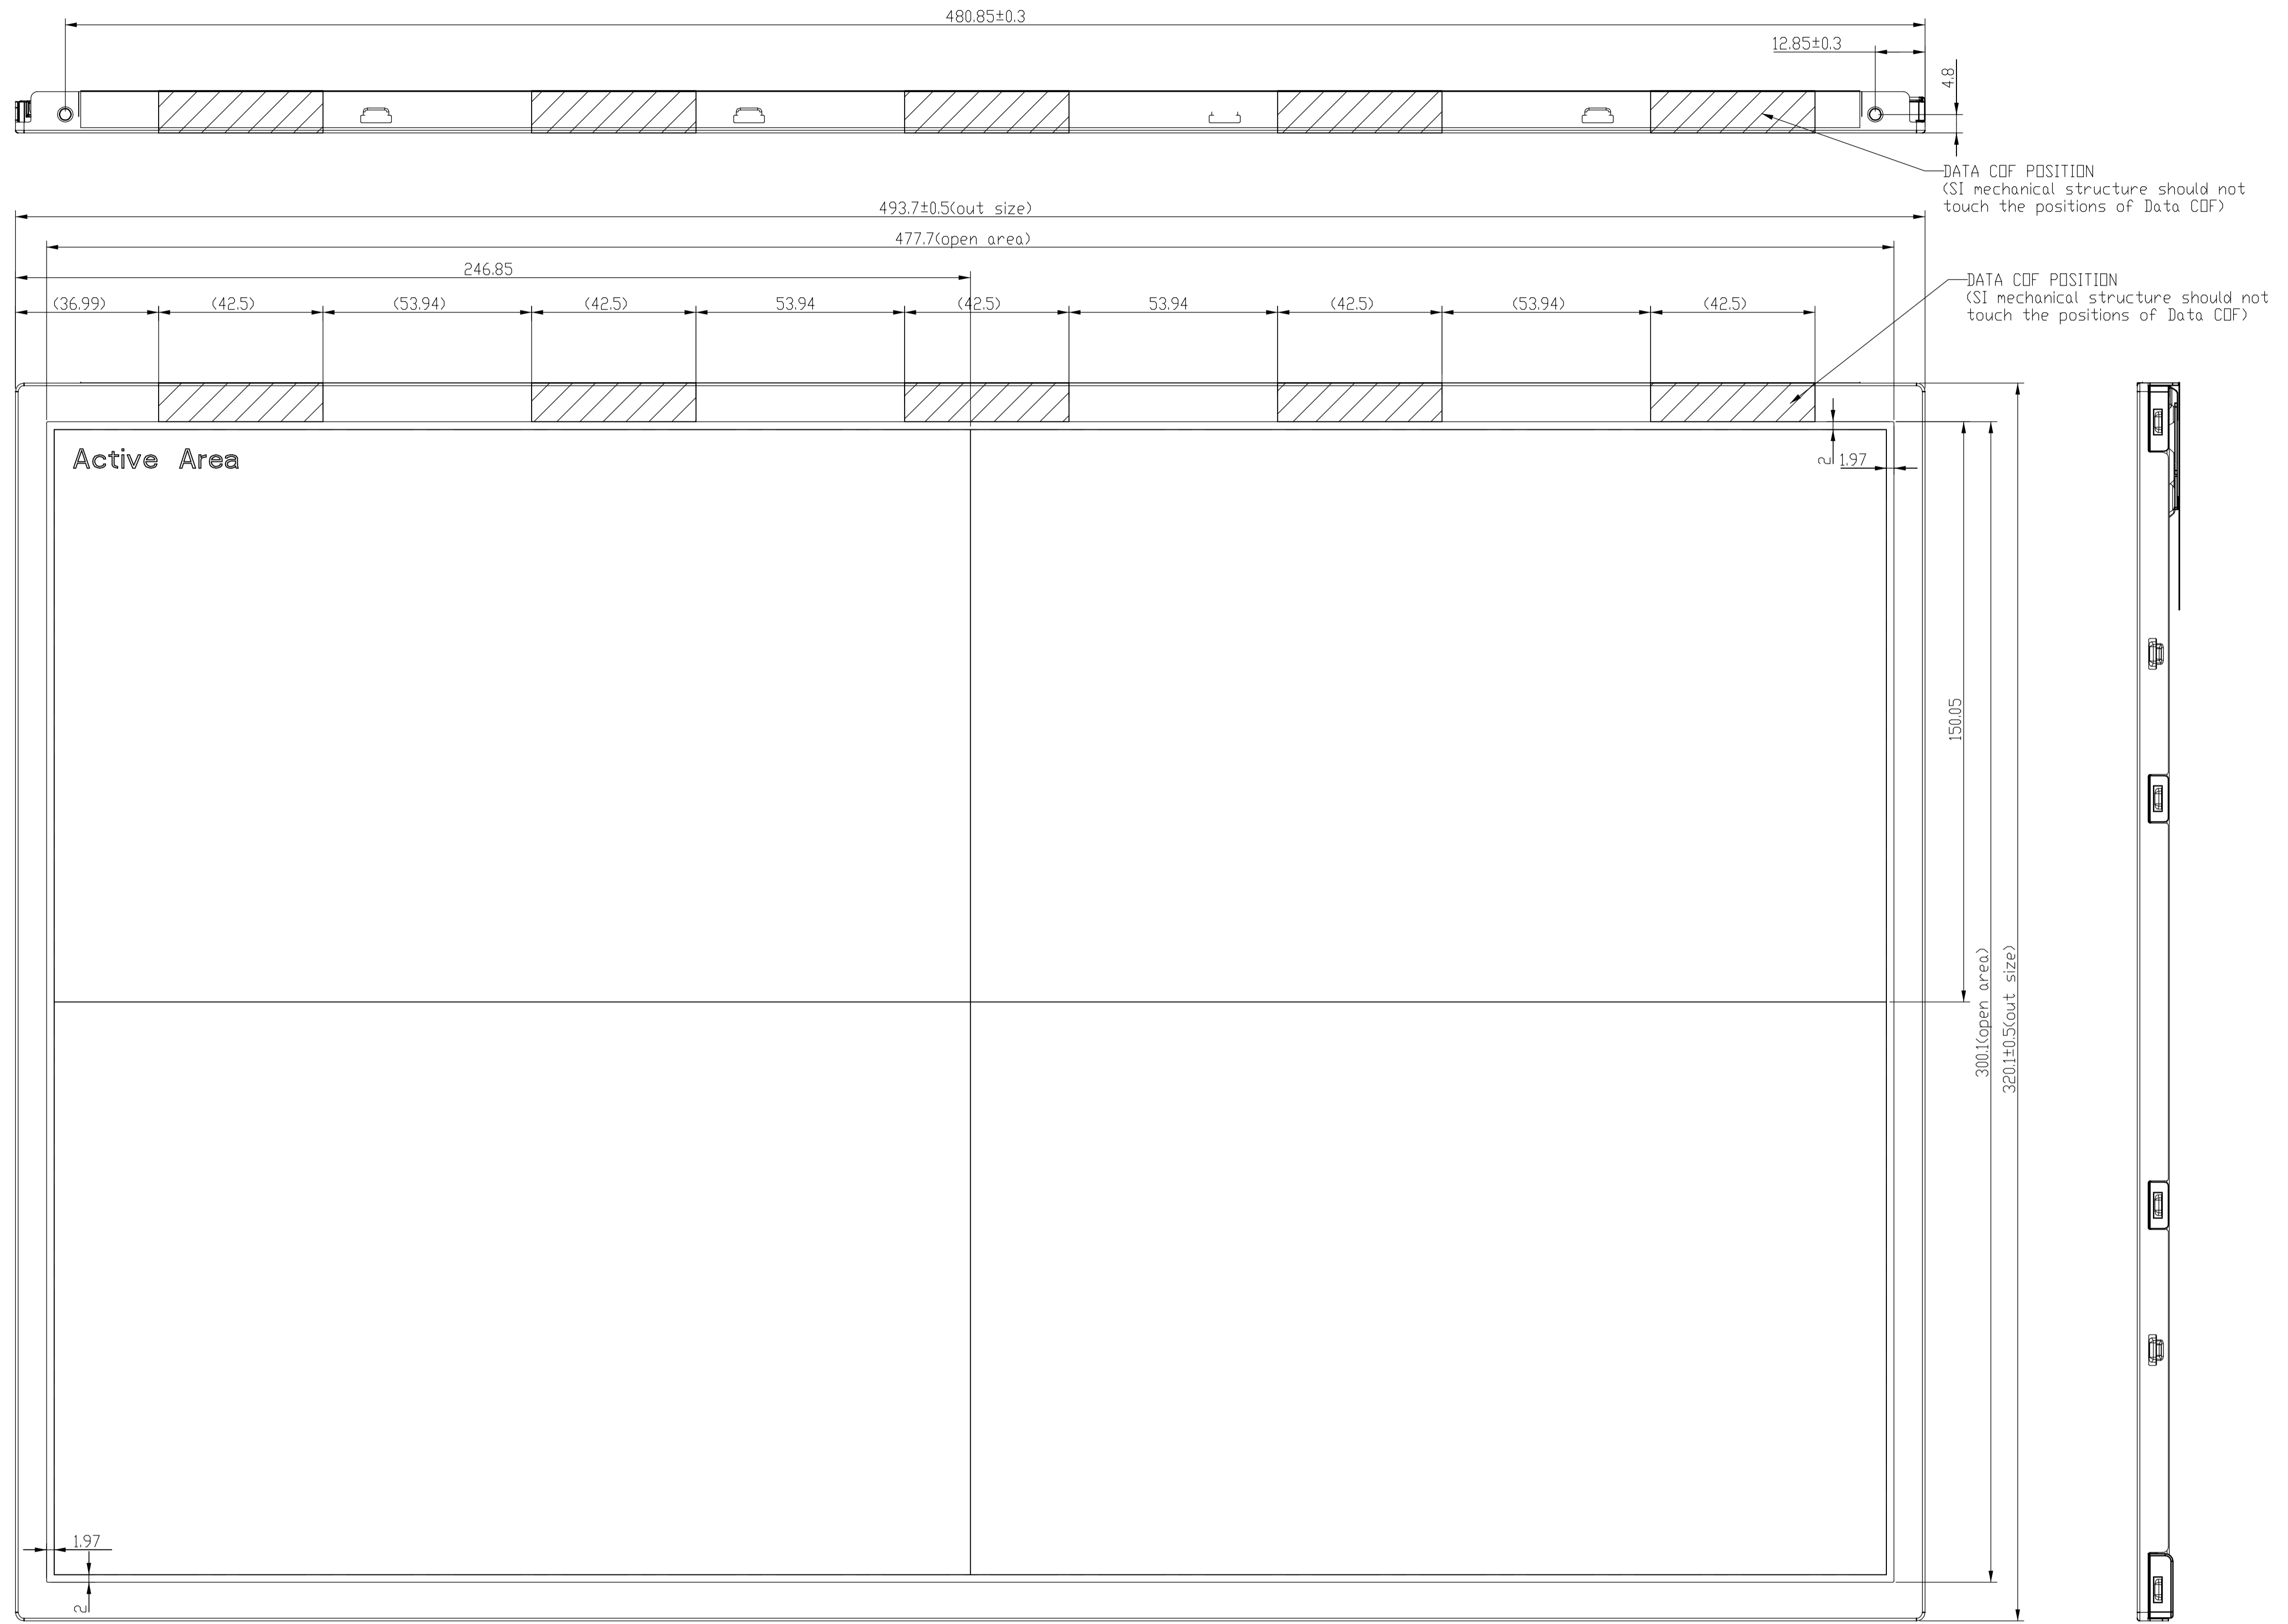 480.85±0.3
12.85±0.3
4.8
DATA COF POSITION
(SI mechanical structure should not
touch the positions of Data COF)
493.7±0.5(out size)
477.7(open area)
246.85
DATA COF POSITION
(SI mechanical structure should not
touch the positions of Data COF)
(36.99) (42.5) (53.94) (42.5) 53.94 (42.5) 53.94 (42.5) (53.94) (42.5)
Active Area
2 1.97
150.05
300.1(open area)
320.1±0.5(out size)
1.97
2